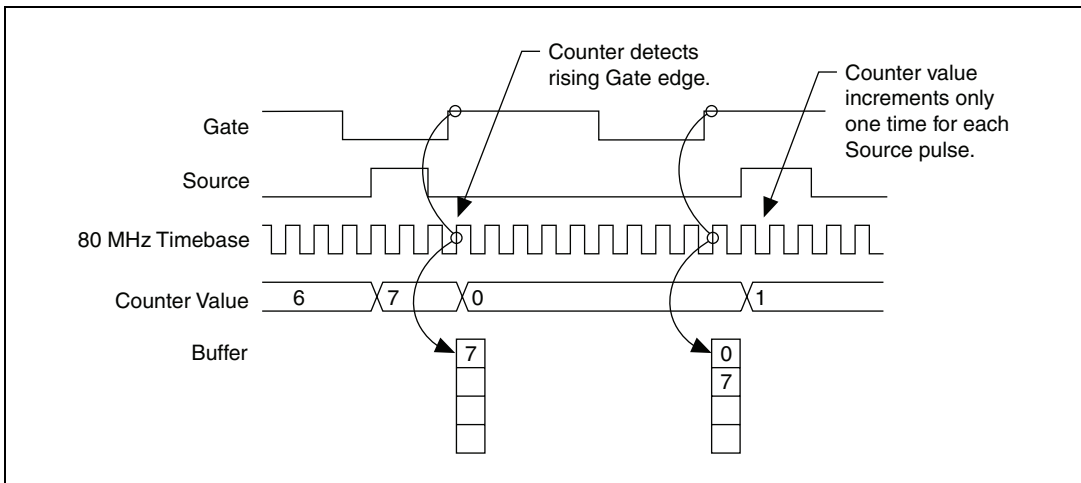 Counter detects
rising Gate edge.
Counter value
increments only
one time for each
Source pulse.
Gate
Source
80 MHz Timebase
Counter Value
6
7
0
1
Buffer
7
0
7